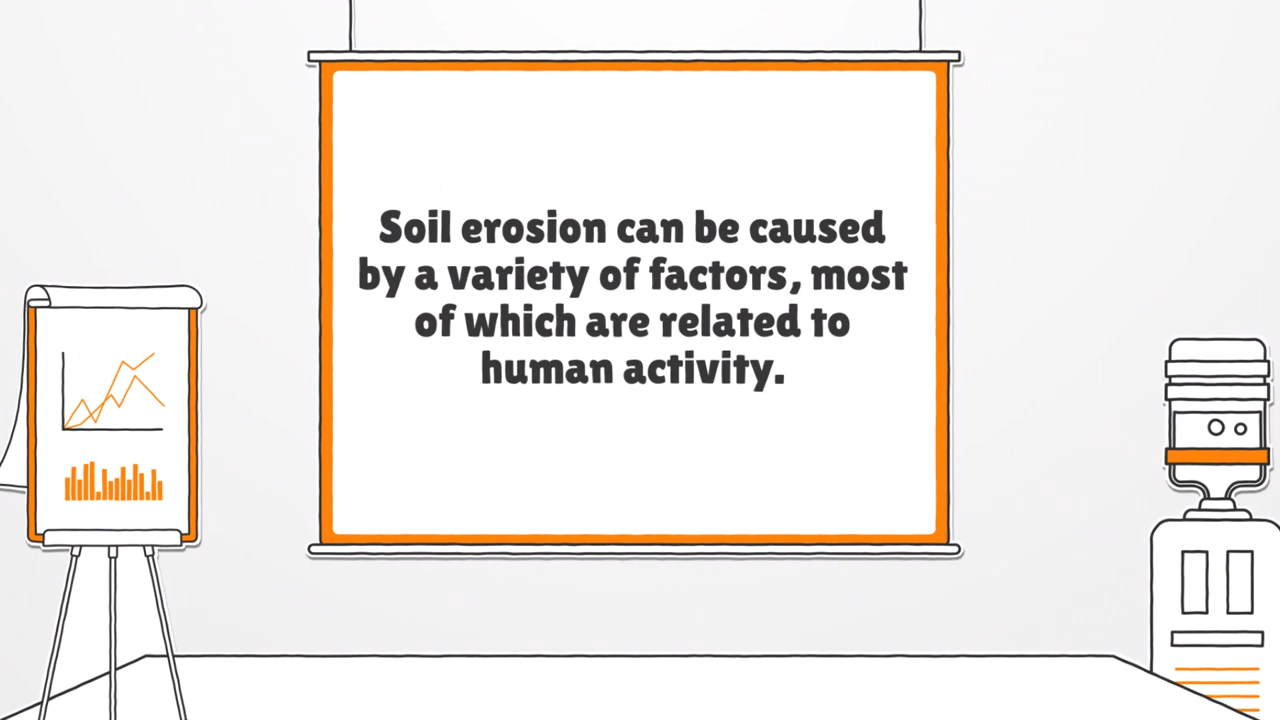 Soil erosion can be caused
by a variety of factors, most
of which are related to
human activity.